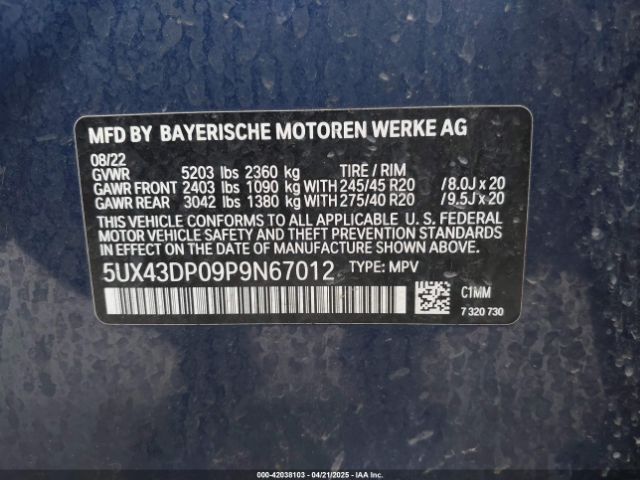 MFD BY BAYERISCHE MOTOREN WERKE AG
08/22
GVWR 5203 lbs 2360 kg TIRE / RIM
GAWR FRONT 2403 lbs 1090 kg WITH 245/45 R20 /8.0J x 20
GAWR REAR 3042 lbs 1380 kg WITH 275/40 R20 /9.5J x 20
THIS VEHICLE CONFORMS TO ALL APPLICABLE U. S. FEDERAL
MOTOR VEHICLE SAFETY AND THEFT PREVENTION STANDARDS
IN EFFECT ON THE DATE OF MANUFACTURE SHOWN ABOVE.
5UX43DP09P9N67012 TYPE: MPV
C1MM
7 320 730
000-42038103 - 04/21/2025 - IAA Inc.